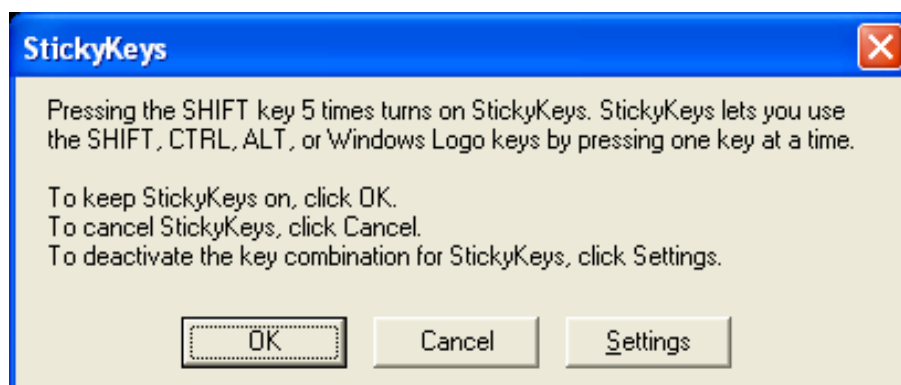 StickyKeys
Pressing the SHIFT key 5 times turns on StickyKeys. StickyKeys lets you use
the SHIFT, CTRL, ALT, or Windows Logo keys by pressing one key at a time.
To keep StickyKeys on, click OK.
To cancel StickyKeys, click Cancel.
To deactivate the key combination for StickyKeys, click Settings.
OK Cancel Settings